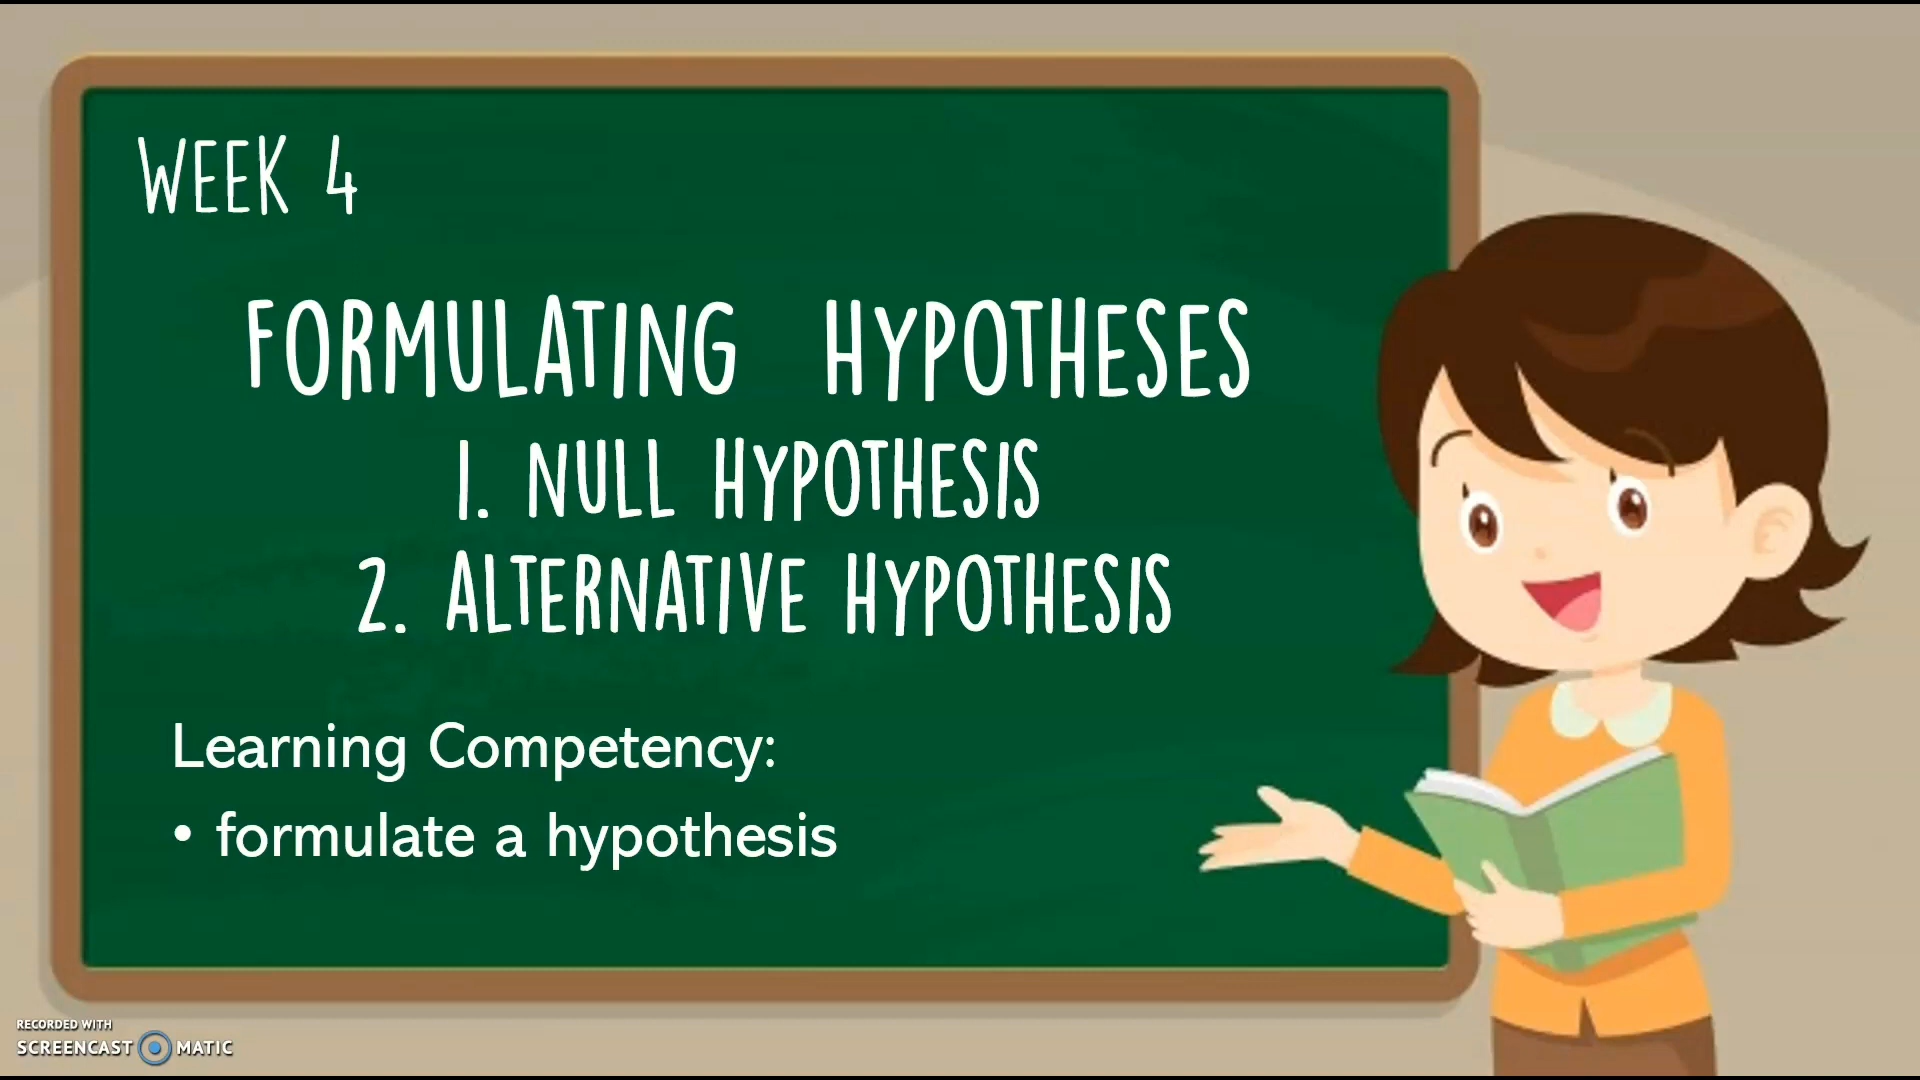 WEEK 4
FORMULATING HYPOTHESES
1. NULL HYPOTHESIS
2. ALTERNATIVE HYPOTHESIS
Learning Competency:
• formulate a hypothesis
RECORDED WITH
SCREENCAST MATIC